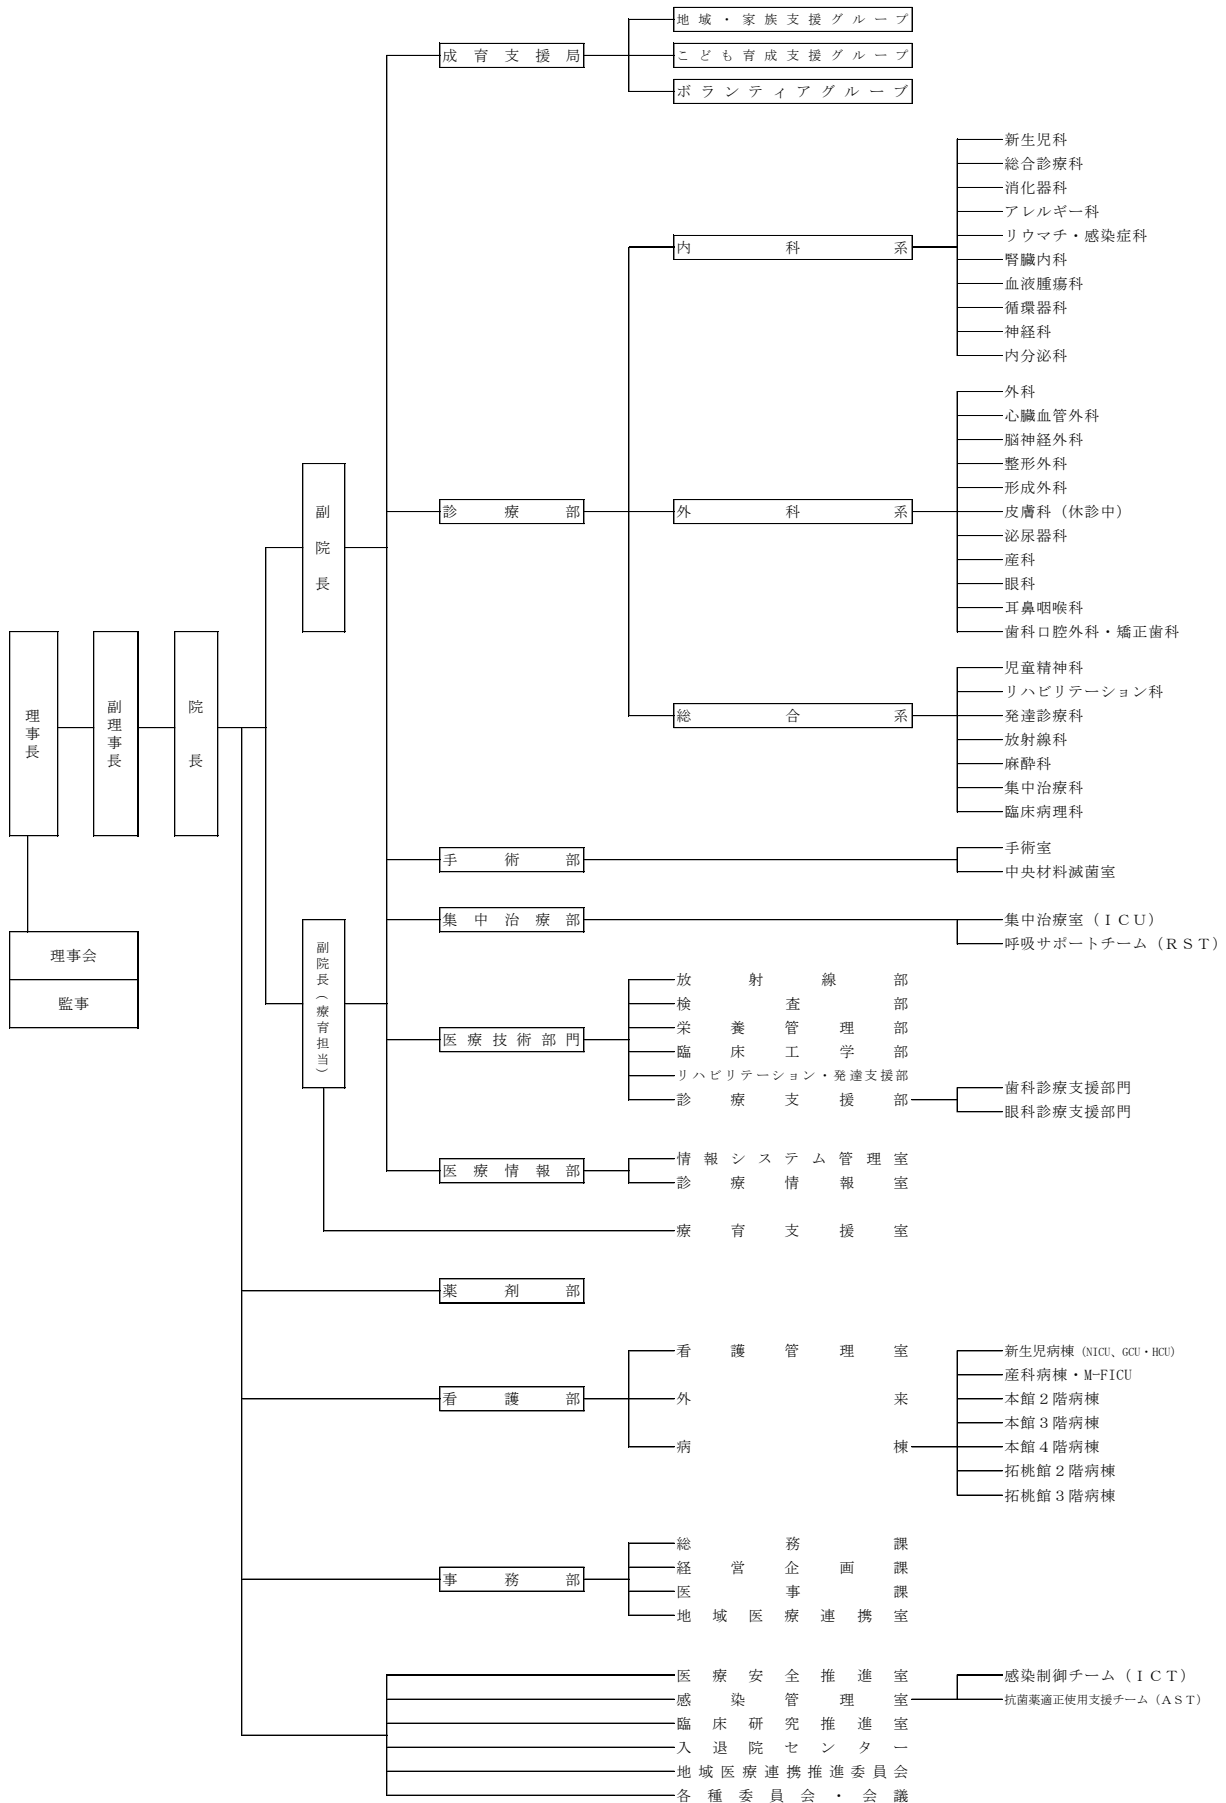 地域・家族支援グループ
成育支援局
こども育成支援グループ
ボランティアグループ
新生児科
総合診療科
消化器科
アレルギー科
リウマチ・感染症科
内科系
腎臓内科
血液腫瘍科
循環器科
神経科
内分泌科
外科
心臓血管外科
脳神経外科
整形外科
形成外科
副院長
診療部
外科系
皮膚科（休診中）
泌尿器科
産科
眼科
耳鼻咽喉科
歯科口腔外科・矯正歯科
児童精神科
リハビリテーション科
総合系
発達診療科
放射線科
麻酔科
集中治療科
臨床病理科
理事長
副理事長
院長
理事会
監事
手術部
手術室
中央材料滅菌室
集中治療部
集中治療室（ＩＣＵ）
呼吸サポートチーム（ＲＳＴ）
副院長（療育担当）
医療技術部門
放射線部
検査部
栄養管理部
臨床工学部
リハビリテーション・発達支援部
診療支援部
歯科診療支援部門
眼科診療支援部門
医療情報部
情報システム管理室
診療情報室
療育支援室
薬剤部
看護部
看護管理室
外来
病棟
新生児病棟（NICU、GCU・HCU）
産科病棟・M-FICU
本館２階病棟
本館３階病棟
本館４階病棟
拓桃館２階病棟
拓桃館３階病棟
事務部
総務課
経営企画課
医事課
地域医療連携室
医療安全推進室
感染管理室
感染制御チーム（ＩＣＴ）
抗菌薬適正使用支援チーム（ＡＳＴ）
臨床研究推進室
入退院センター
地域医療連携推進委員会
各種委員会・会議